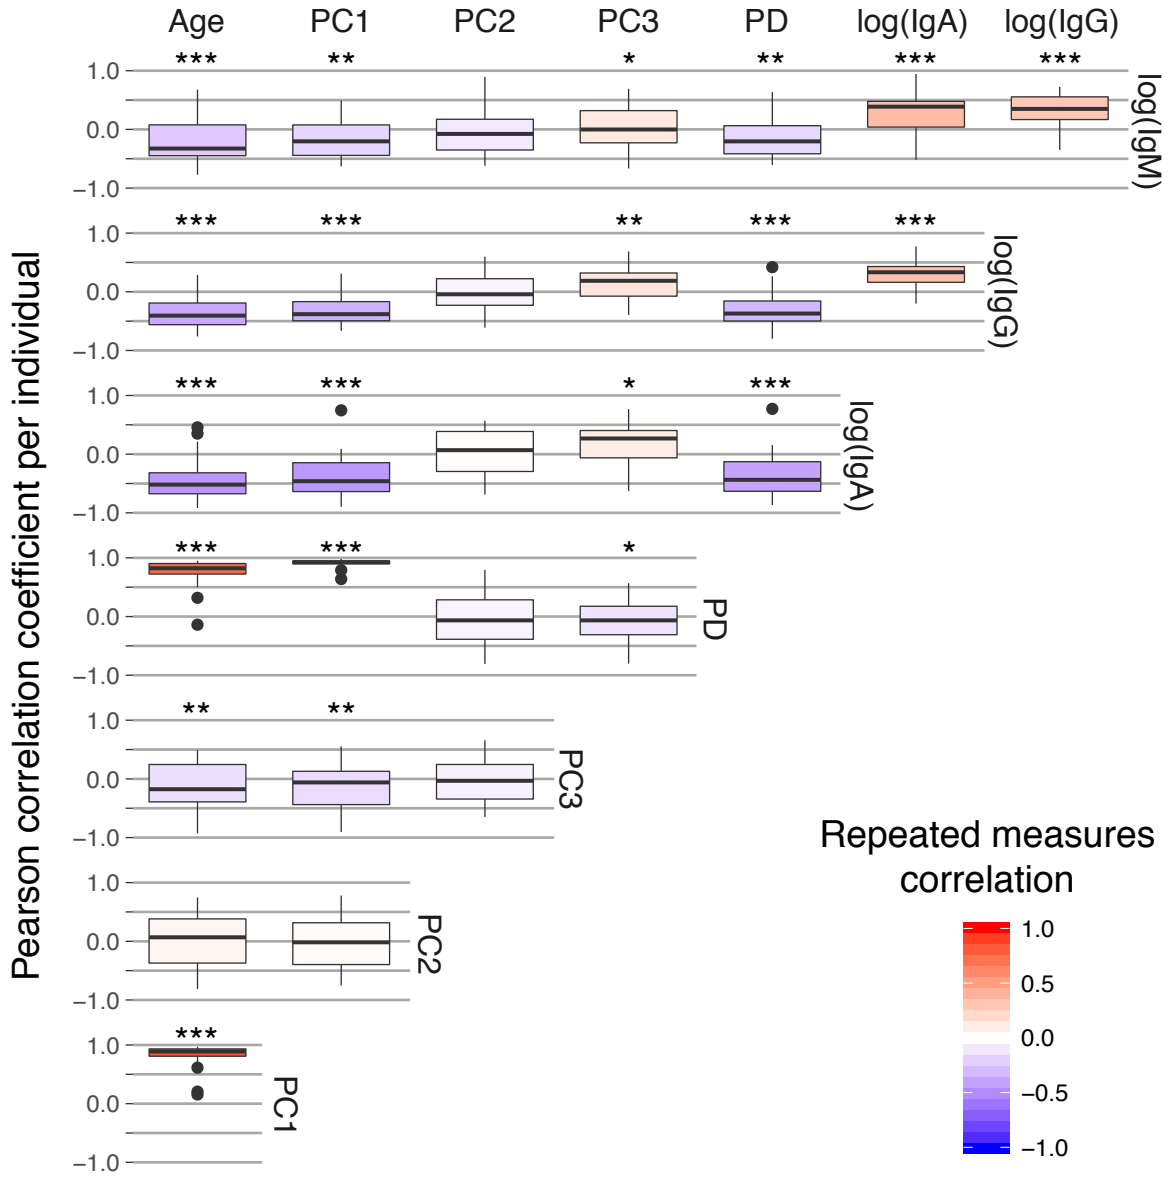 Age PC1 PC2 PC3 PD log(IgA) log(IgG)
*** ** * ** *** ***
1.0
0.0
−1.0
log(IgM)
*** *** ** *** ***
1.0
0.0
−1.0
log(IgG)
*** *** * ***
1.0
0.0
−1.0
log(IgA)
*** *** *
1.0
0.0
−1.0
PD
** **
1.0
0.0
−1.0
PC3
1.0
0.0
−1.0
PC2
***
1.0
0.0
−1.0
PC1
Pearson correlation coefficient per individual
Repeated measures
correlation
1.0
0.5
0.0
−0.5
−1.0